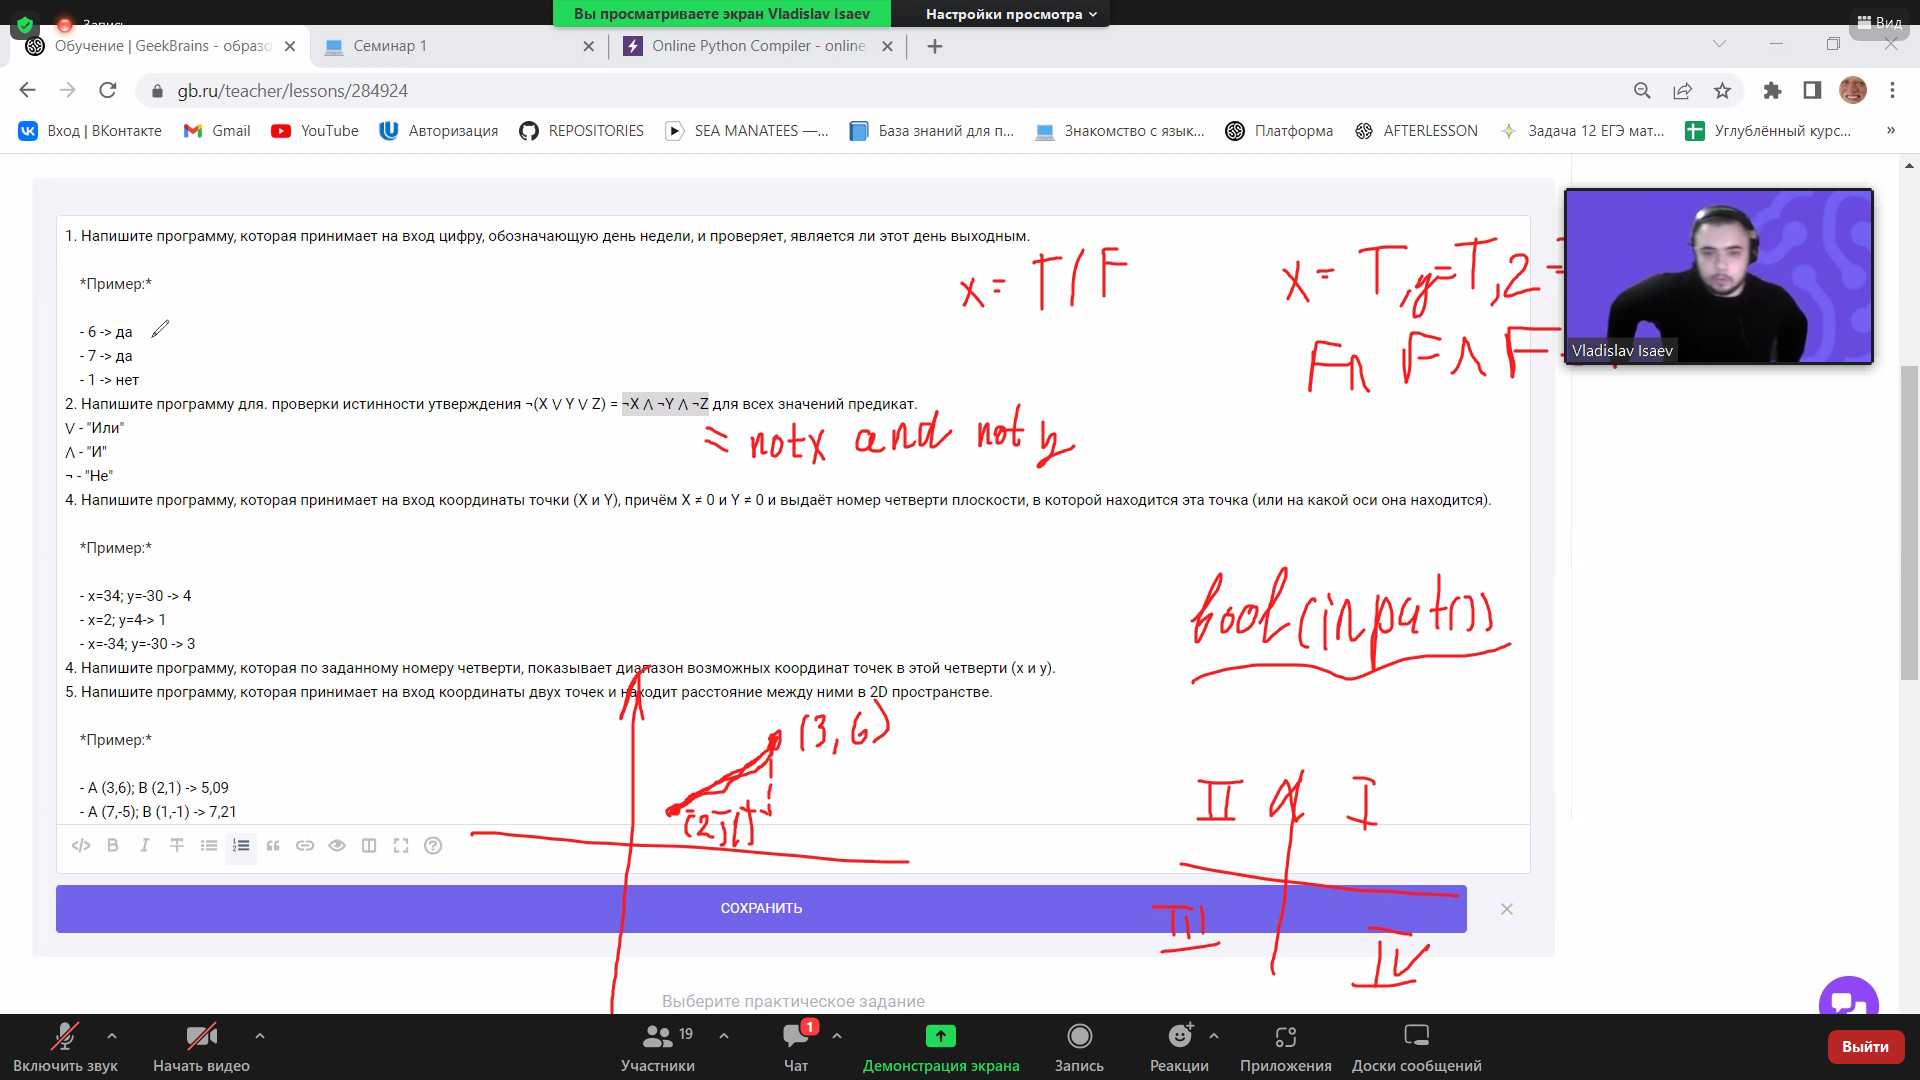 Запись
Вы просматриваете экран Vladislav Isaev
Настройки просмотра
Вид
Обучение | GeekBrains - образо
Семинар 1
Online Python Compiler - online
gb.ru/teacher/lessons/284924
Вход | ВКонтакте
Gmail
YouTube
Авторизация
REPOSITORIES
SEA MANATEES —...
База знаний для п...
Знакомство с языk...
Платформа
AFTERLESSON
Задача 12 ЕГЭ мат...
Углублённый курс...
»
1. Напишите программу, которая принимает на вход цифру, обозначающую день недели, и проверяет, является ли этот день выходным.
*Пример:*
x = T / F
x = T, y = T, z =
- 6 -> да
- 7 -> да
F ∧ F ∧ F
Vladislav Isaev
- 1 -> нет
2. Напишите программу для. проверки истинности утверждения ¬(X ⋁ Y ⋁ Z) = ¬X ⋀ ¬Y ⋀ ¬Z для всех значений предикат.
⋁ - "Или"
= not x and not y
⋀ - "И"
¬ - "Не"
4. Напишите программу, которая принимает на вход координаты точки (X и Y), причём X ≠ 0 и Y ≠ 0 и выдаёт номер четверти плоскости, в которой находится эта точка (или на какой оси она находится).
*Пример:*
- x=34; y=-30 -> 4
- x=2; y=4-> 1
bool(input())
- x=-34; y=-30 -> 3
4. Напишите программу, которая по заданному номеру четверти, показывает диапазон возможных координат точек в этой четверти (x и y).
5. Напишите программу, которая принимает на вход координаты двух точек и находит расстояние между ними в 2D пространстве.
(3, 6)
*Пример:*
- A (3,6); B (2,1) -> 5,09
II I
- A (7,-5); B (1,-1) -> 7,21
(2, 1)
СОХРАНИТЬ
III IV
Выберите практическое задание
Включить звук
Начать видео
19
Участники
1
Чат
Демонстрация экрана
Запись
Реакции
Приложения
Доски сообщений
Выйти